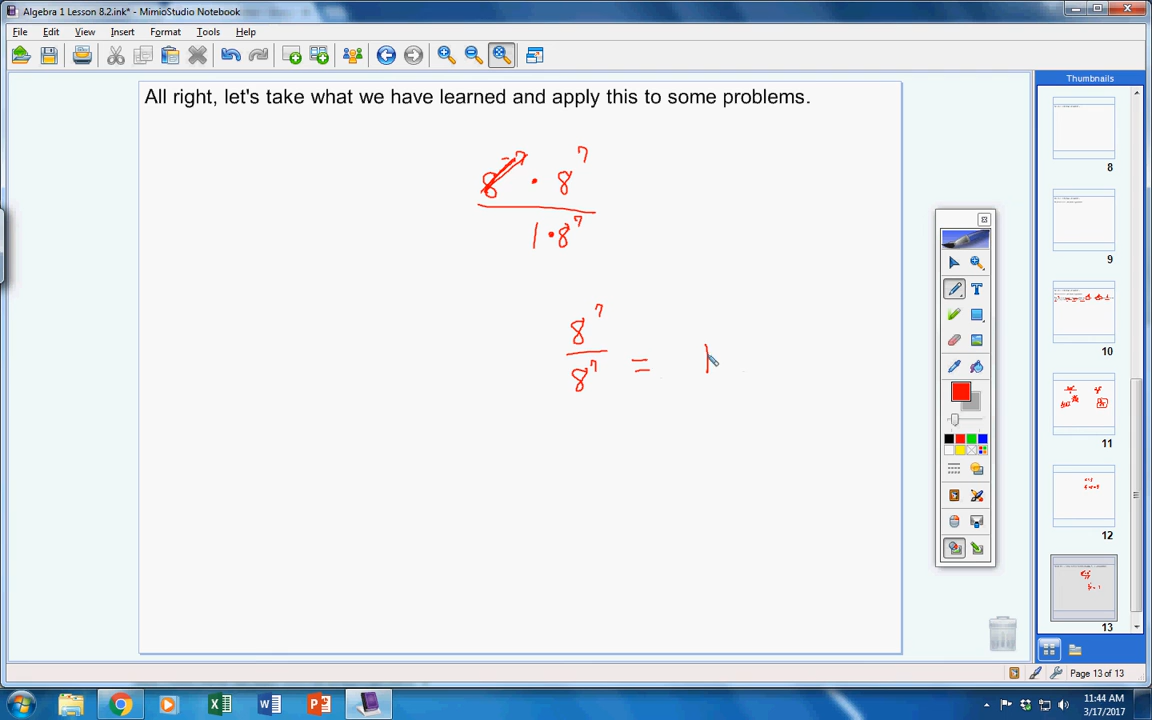 Algebra 1 Lesson 8.2.ink* - MimioStudio Notebook
File Edit View Insert Format Tools Help
All right, let's take what we have learned and apply this to some problems.
8⁻⁷ · 8⁷
1 · 8⁷
8⁷
8⁷ = 1
Thumbnails
8
9
10
11
12
13
Page 13 of 13
11:44 AM
3/17/2017